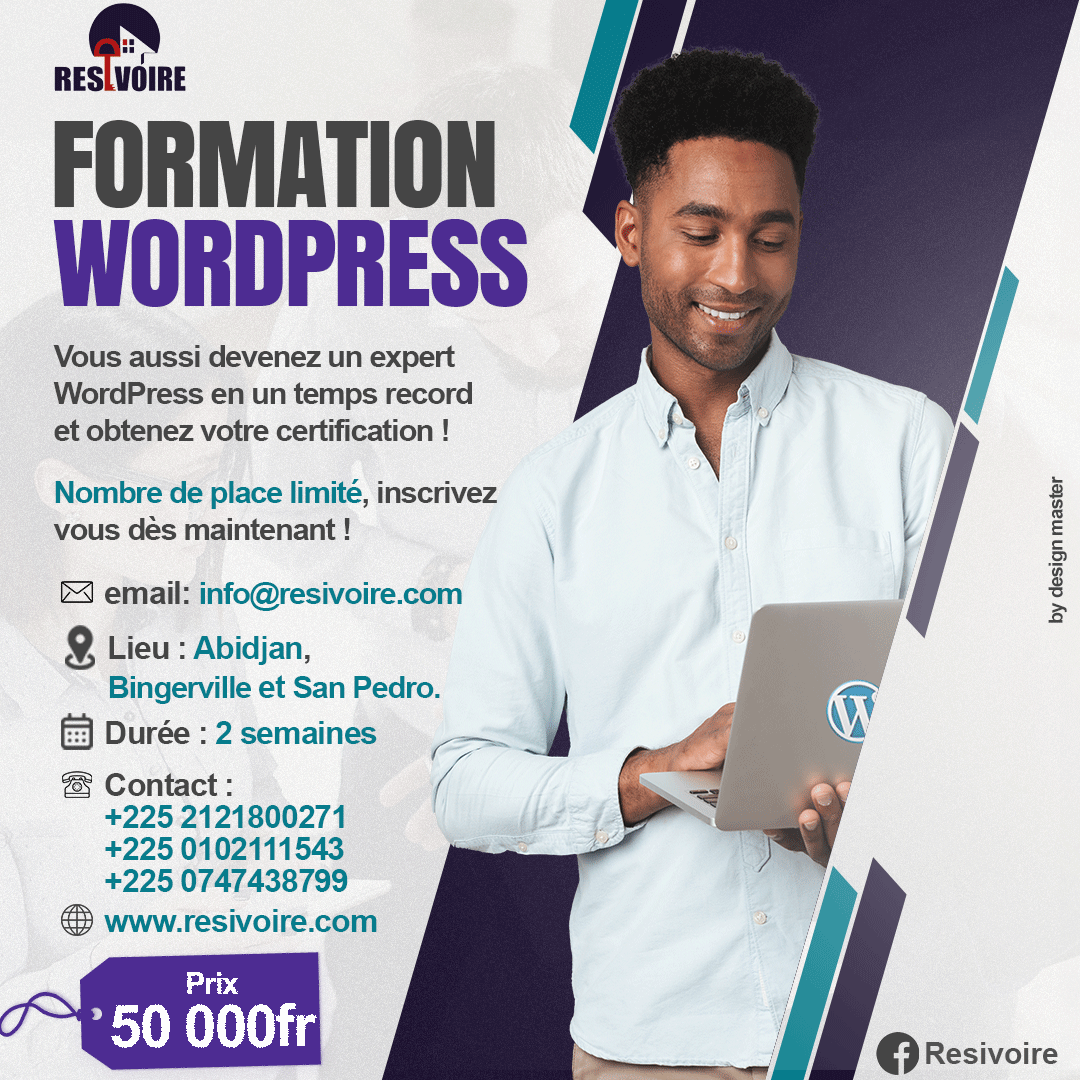 RESIVOIRE
FORMATION
WORDPRESS
Vous aussi devenez un expert
WordPress en un temps record
et obtenez votre certification !
Nombre de place limité, inscrivez
vous dès maintenant !
email: info@resivoire.com
Lieu : Abidjan,
Bingerville et San Pedro.
Durée : 2 semaines
Contact :
+225 2121800271
+225 0102111543
+225 0747438799
www.resivoire.com
Prix
50 000fr
W
by design master
Resivoire